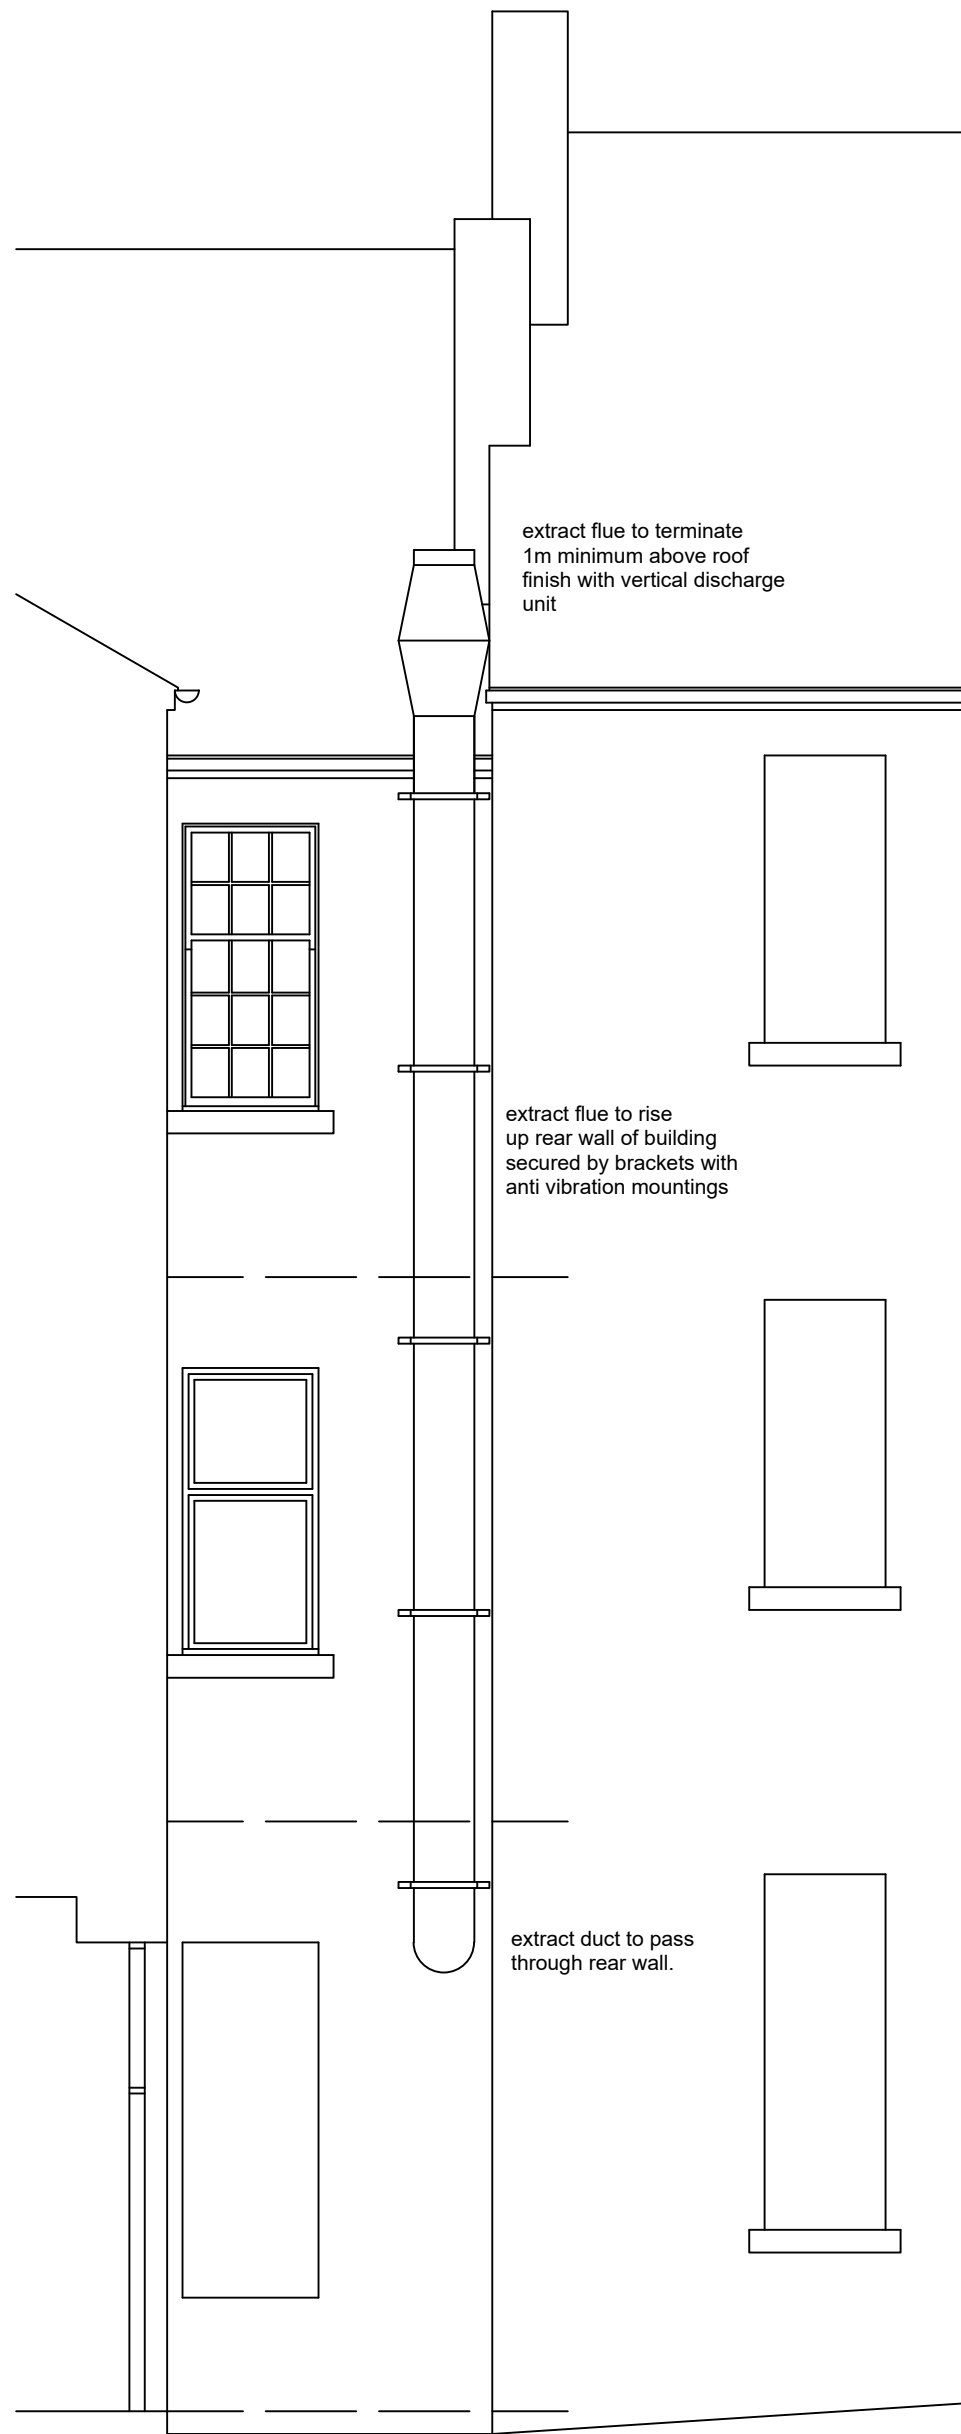 extract flue to terminate
1m minimum above roof
finish with vertical discharge
unit
extract flue to rise
up rear wall of building
secured by brackets with
anti vibration mountings
extract duct to pass
through rear wall.